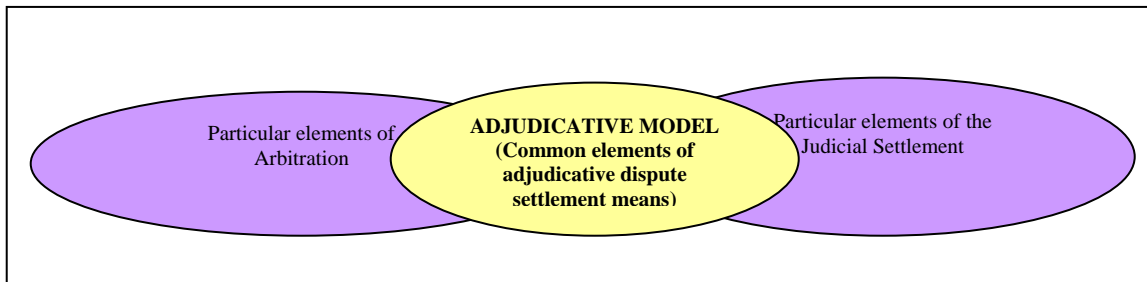 Particular elements of
Arbitration
ADJUDICATIVE MODEL
(Common elements of
adjudicative dispute
settlement means)
Particular elements of the
Judicial Settlement